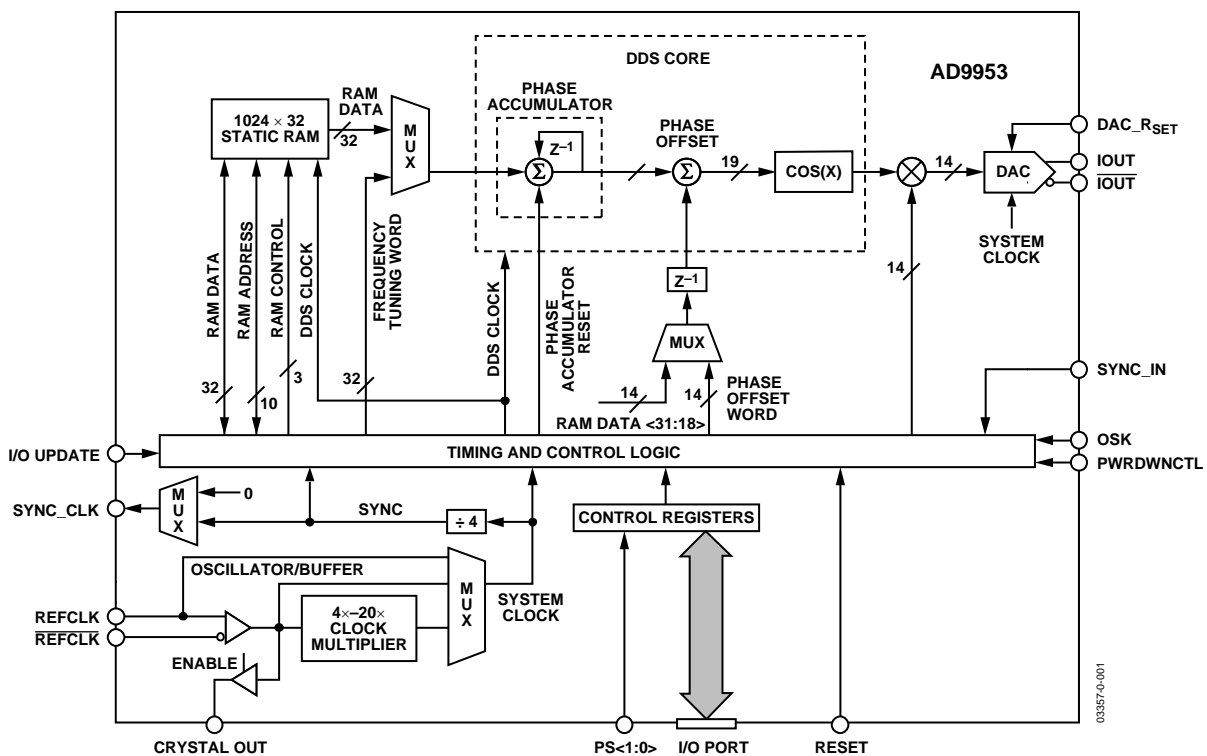 DDS CORE
AD9953
RAM
DATA
PHASE
ACCUMULATOR
1024 × 32
STATIC RAM
32
MUX
Z–1
Σ
PHASE
OFFSET
Σ
19
COS(X)
14
DAC
DAC_RSET
IOUT
IOUT
SYSTEM
CLOCK
RAM DATA
RAM ADDRESS
RAM CONTROL
DDS CLOCK
FREQUENCY
TUNING WORD
DDS CLOCK
PHASE
ACCUMULATOR
RESET
Z–1
MUX
14
32
10
3
32
14
14
PHASE
OFFSET
WORD
RAM DATA <31:18>
SYNC_IN
I/O UPDATE
TIMING AND CONTROL LOGIC
OSK
PWRDWNCTL
SYNC_CLK
MUX
0
SYNC
÷ 4
CONTROL REGISTERS
OSCILLATOR/BUFFER
MUX
SYSTEM
CLOCK
REFCLK
REFCLK
4×–20×
CLOCK
MULTIPLIER
ENABLE
CRYSTAL OUT
PS<1:0>
I/O PORT
RESET
03357-0-001